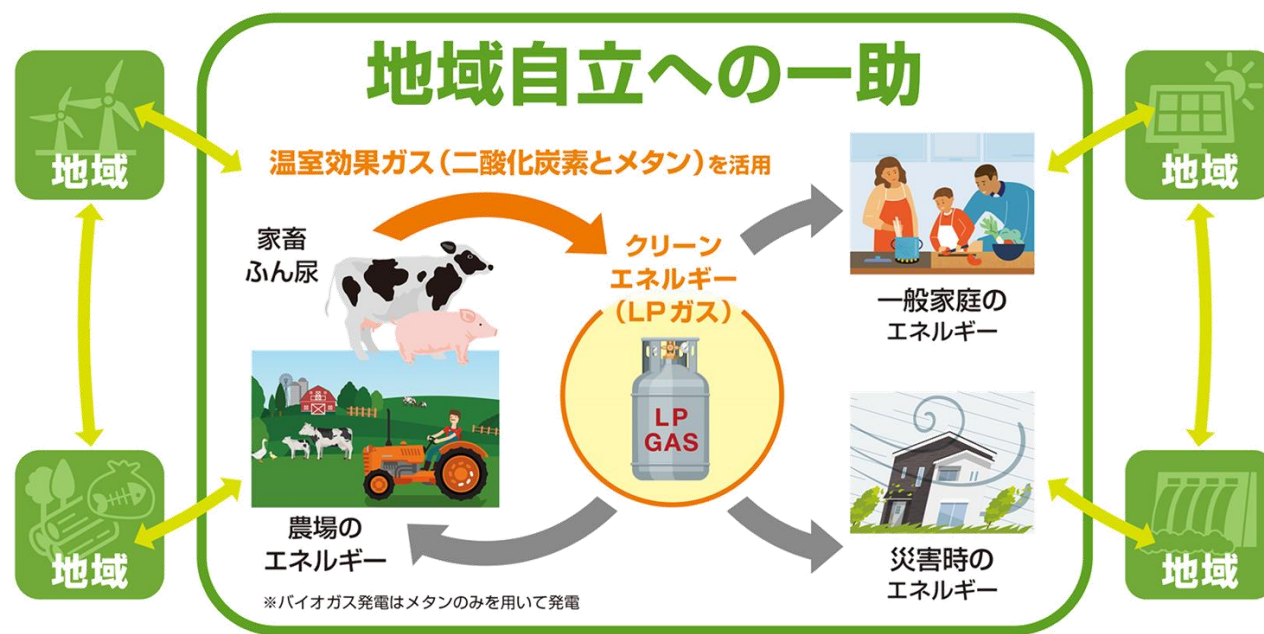 地域自立への一助
地域
地域
温室効果ガス（二酸化炭素とメタン）を活用
家畜
ふん尿
クリーン
エネルギー
（LPガス）
LP
GAS
一般家庭の
エネルギー
地域
地域
農場の
エネルギー
災害時の
エネルギー
※バイオガス発電はメタンのみを用いて発電